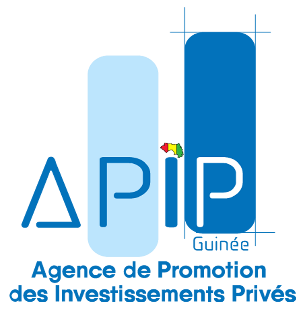 APIP
Guinée
Agence de Promotion
des Investissements Privés